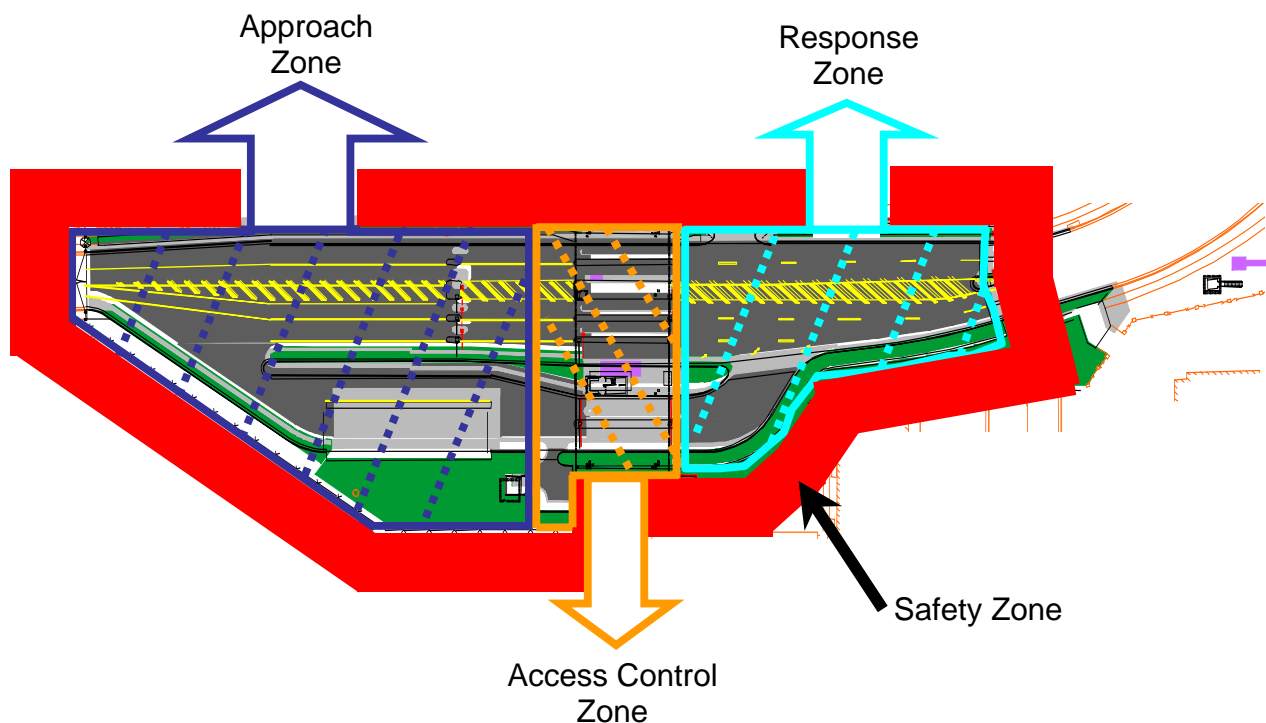 Approach
Zone
Response
Zone
Safety Zone
Access Control
Zone